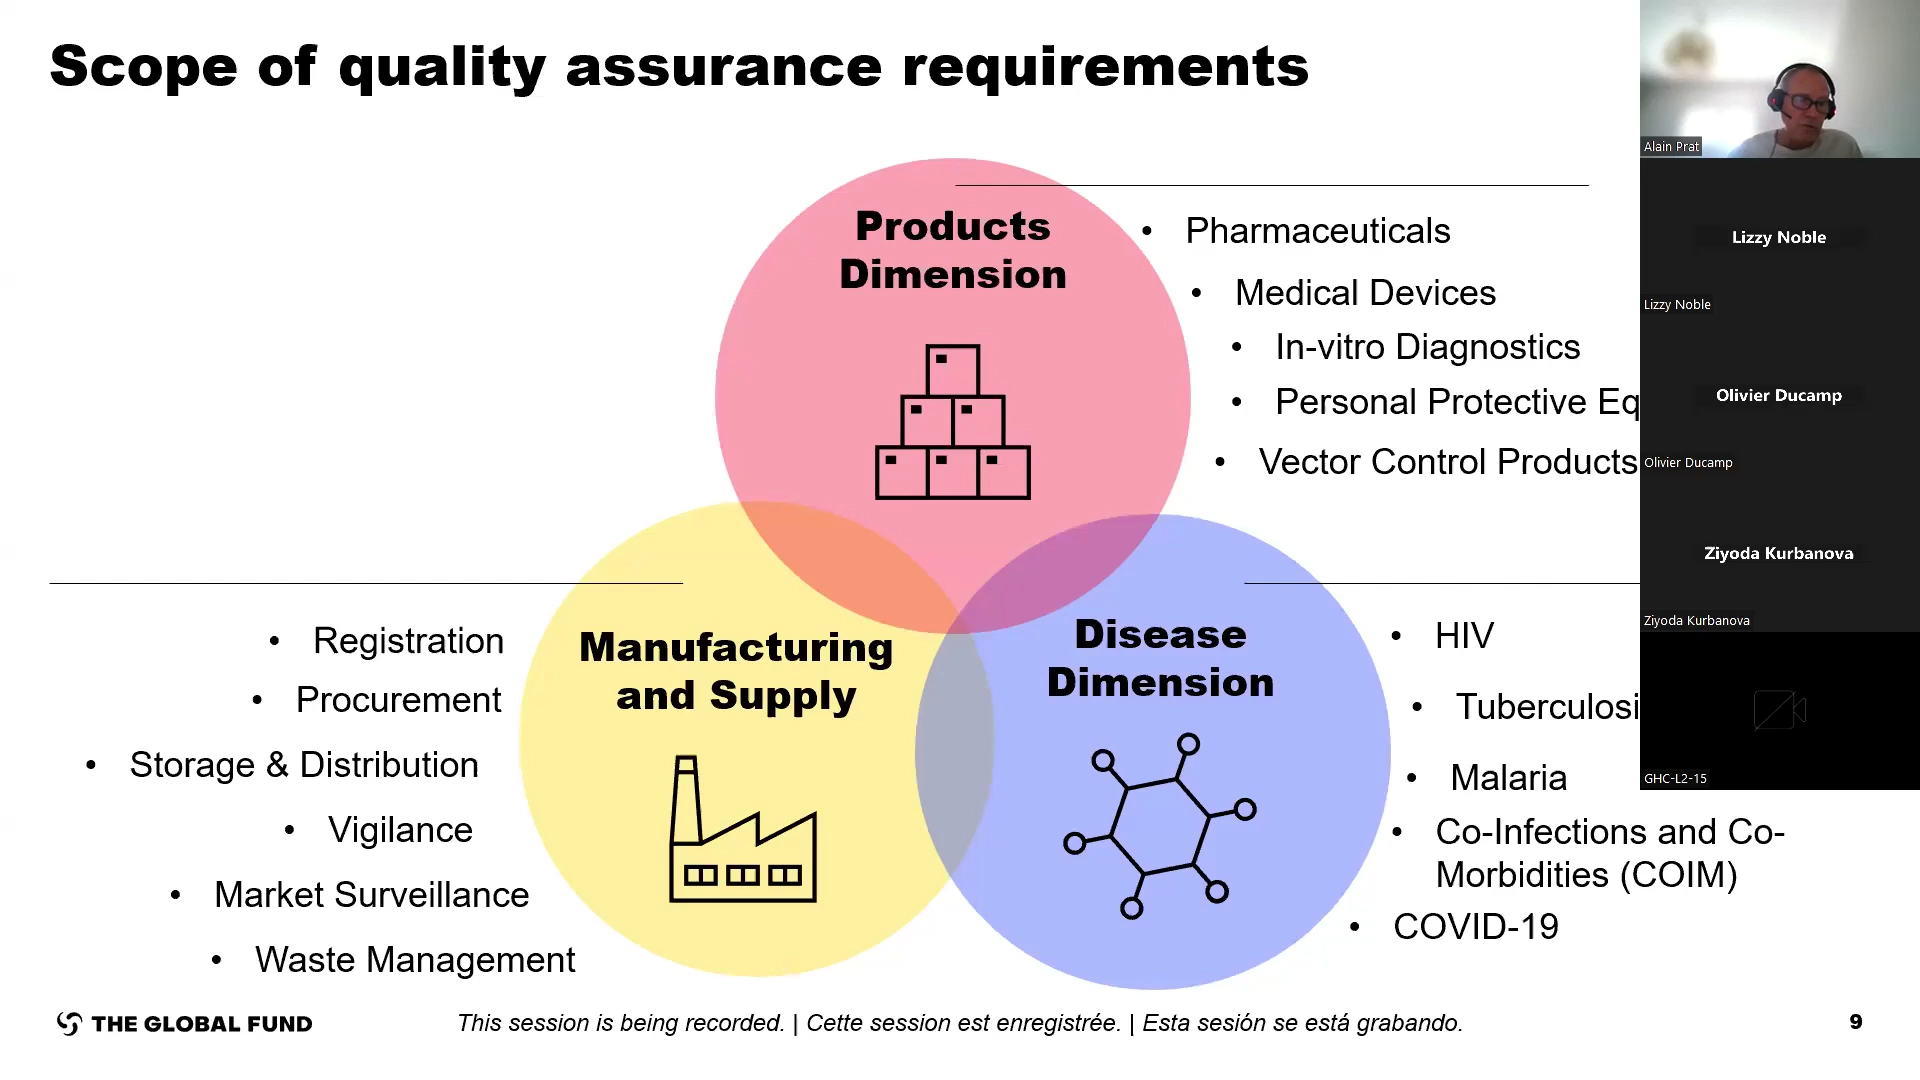 Scope of quality assurance requirements
Products
Dimension
• Pharmaceuticals
• Medical Devices
• In-vitro Diagnostics
• Personal Protective Eq
• Vector Control Products
Manufacturing
and Supply
• Registration
• Procurement
• Storage & Distribution
• Vigilance
• Market Surveillance
• Waste Management
Disease
Dimension
• HIV
• Tuberculosi
• Malaria
• Co-Infections and Co-
Morbidities (COIM)
• COVID-19
THE GLOBAL FUND
This session is being recorded. | Cette session est enregistrée. | Esta sesión se está grabando.
9
Alain Prat
Lizzy Noble
Lizzy Noble
Olivier Ducamp
Olivier Ducamp
Ziyoda Kurbanova
Ziyoda Kurbanova
GHC-L2-15